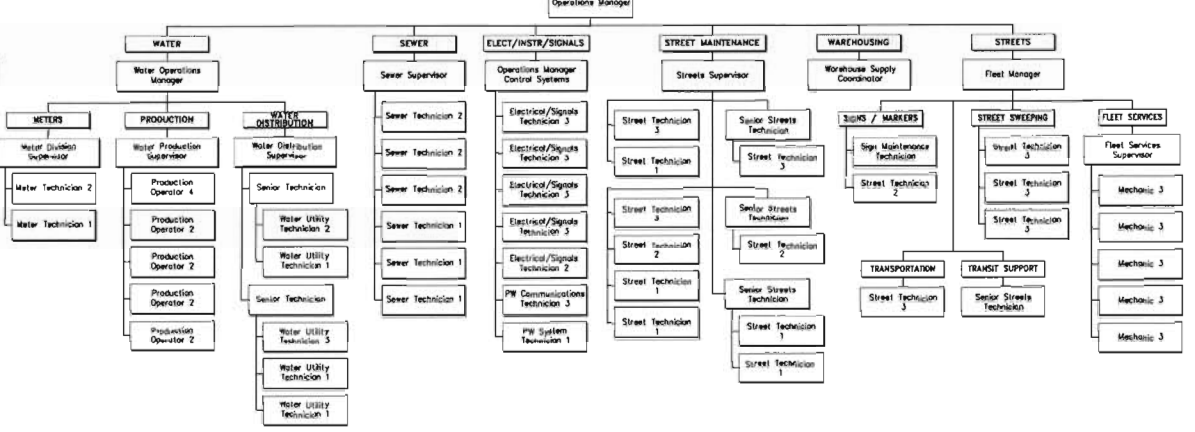 Operations Manager
WATER
SEWER
ELECT/INSTR/SIGNALS
STREET MAINTENANCE
WAREHOUSING
STREETS
Water Operations
Manager
Sewer Supervisor
Operations Manager
Control Systems
Streets Supervisor
Warehouse Supply
Coordinator
Fleet Manager
METERS
PRODUCTION
WATER
DISTRIBUTION
Meter Division
Supervisor
Water Production
Supervisor
Water Distribution
Supervisor
Meter Technician 2
Meter Technician 1
Production
Operator 4
Production
Operator 2
Production
Operator 2
Production
Operator 2
Production
Operator 2
Senior Technician
Water Utility
Technician 2
Water Utility
Technician 1
Senior Technician
Water Utility
Technician 3
Water Utility
Technician 1
Water Utility
Technician 1
Sewer Technician 2
Sewer Technician 2
Sewer Technician 2
Sewer Technician 1
Sewer Technician 1
Sewer Technician 1
Electrical/Signals
Technician 3
Electrical/Signals
Technician 3
Electrical/Signals
Technician 3
Electrical/Signals
Technician 3
Electrical/Signals
Technician 2
PW Communications
Technician 3
PW System
Technician 1
Street Technician
3
Street Technician
1
Senior Streets
Technician
Street Technician
3
Street Technician
3
Street Technician
2
Street Technician
1
Street Technician
1
Senior Streets
Technician
Street Technician
2
Senior Streets
Technician
Street Technician
1
Street Technician
1
SIGNS / MARKERS
Sign Maintenance
Technician
Street Technician
2
STREET SWEEPING
Street Technician
3
Street Technician
3
Street Technician
3
FLEET SERVICES
Fleet Services
Supervisor
Mechanic 3
Mechanic 3
Mechanic 3
Mechanic 3
Mechanic 3
TRANSPORTATION
Street Technician
3
TRANSIT SUPPORT
Senior Streets
Technician